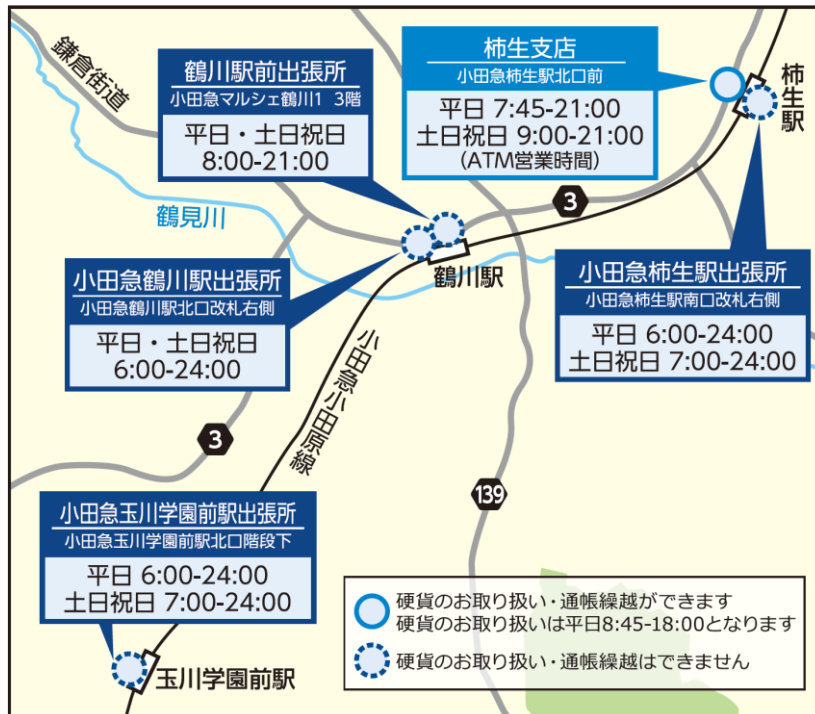 鎌倉街道
鶴川駅前出張所
小田急マルシェ鶴川1 3階
平日・土日祝日
8:00-21:00
柿生支店
小田急柿生駅北口前
平日 7:45-21:00
土日祝日 9:00-21:00
(ATM営業時間)
柿生駅
3
鶴見川
鶴川駅
小田急鶴川駅出張所
小田急鶴川駅北口改札右側
平日・土日祝日
6:00-24:00
小田急柿生駅出張所
小田急柿生駅南口改札右側
平日 6:00-24:00
土日祝日 7:00-24:00
小田急小田原線
3
139
小田急玉川学園前駅出張所
小田急玉川学園前駅北口階段下
平日 6:00-24:00
土日祝日 7:00-24:00
玉川学園前駅
硬貨のお取り扱い・通帳繰越ができます
硬貨のお取り扱いは平日8:45-18:00となります
硬貨のお取り扱い・通帳繰越はできません